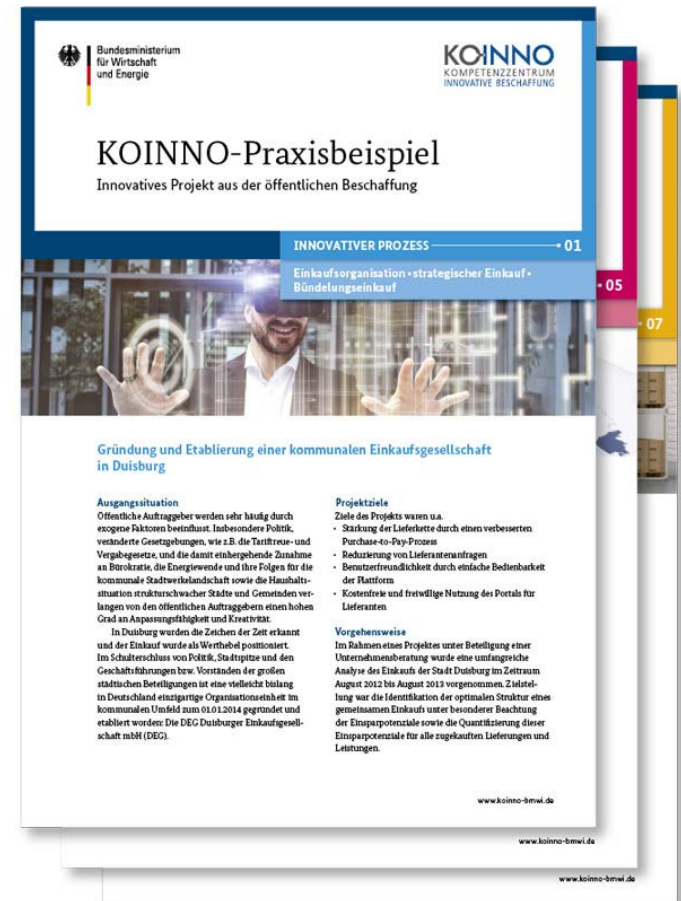 Bundesministerium
für Wirtschaft
und Energie
KOINNO
KOMPETENZZENTRUM
INNOVATIVE BESCHAFFUNG
KOINNO-Praxisbeispiel
Innovatives Projekt aus der öffentlichen Beschaffung
INNOVATIVER PROZESS 01
Einkaufsorganisation • strategischer Einkauf •
Bündelungseinkauf
Gründung und Etablierung einer kommunalen Einkaufsgesellschaft
in Duisburg
Ausgangssituation
Öffentliche Auftraggeber werden sehr häufig durch
exogene Faktoren beeinflusst. Insbesondere Politik,
veränderte Gesetzgebungen, wie z.B. die Tariftreue- und
Vergabegesetze, und die damit einhergehende Zunahme
an Bürokratie, die Energiewende und ihre Folgen für die
kommunale Stadtwerkelandschaft sowie die Haushalts-
situation strukturschwacher Städte und Gemeinden ver-
langen von den öffentlichen Auftraggebern einen hohen
Grad an Anpassungsfähigkeit und Kreativität.
In Duisburg wurden die Zeichen der Zeit erkannt
und der Einkauf wurde als Werthebel positioniert.
Im Schulterschluss von Politik, Stadtspitze und den
Geschäftsführungen bzw. Vorständen der großen
städtischen Beteiligungen ist eine vielleicht bislang
in Deutschland einzigartige Organisationseinheit im
kommunalen Umfeld zum 01.01.2014 gegründet und
etabliert worden: Die DEG Duisburger Einkaufsgesell-
schaft mbH (DEG).
Projektziele
Ziele des Projekts waren u.a.
• Stärkung der Lieferkette durch einen verbesserten
Purchase-to-Pay-Prozess
• Reduzierung von Lieferantenanfragen
• Benutzerfreundlichkeit durch einfache Bedienbarkeit
der Plattform
• Kostenfreie und freiwillige Nutzung des Portals für
Lieferanten
Vorgehensweise
Im Rahmen eines Projektes unter Beteiligung einer
Unternehmensberatung wurde eine umfangreiche
Analyse des Einkaufs der Stadt Duisburg im Zeitraum
August 2012 bis August 2013 vorgenommen. Zielstel-
lung war die Identifikation der optimalen Struktur eines
gemeinsamen Einkaufs unter besonderer Beachtung
der Einsparpotenziale sowie die Quantifizierung dieser
Einsparpotenziale für alle zugekauften Lieferungen und
Leistungen.
www.koinno-bmwi.de
• 05
www.koinno-bmwi.de
• 07
www.koinno-bmwi.de